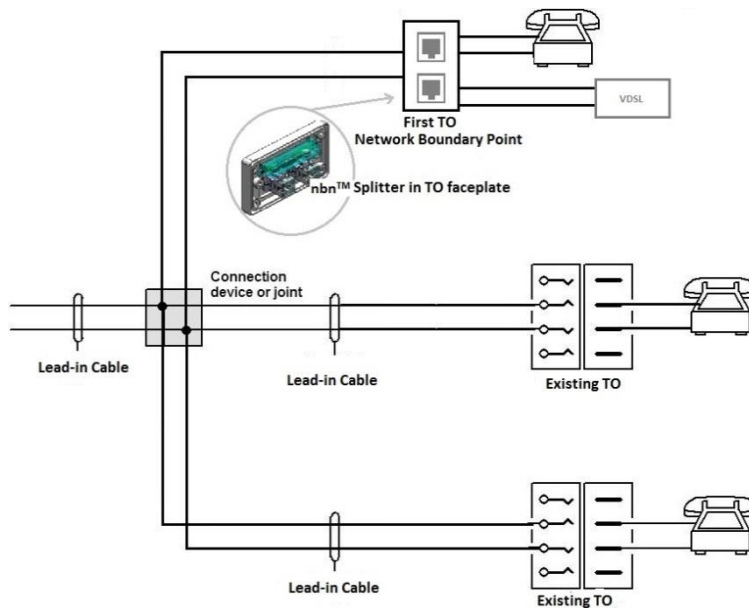 VDSL
First TO
Network Boundary Point
nbn™ Splitter in TO faceplate
Connection
device or joint
Lead-in Cable
Lead-in Cable
Existing TO
Lead-in Cable
Existing TO